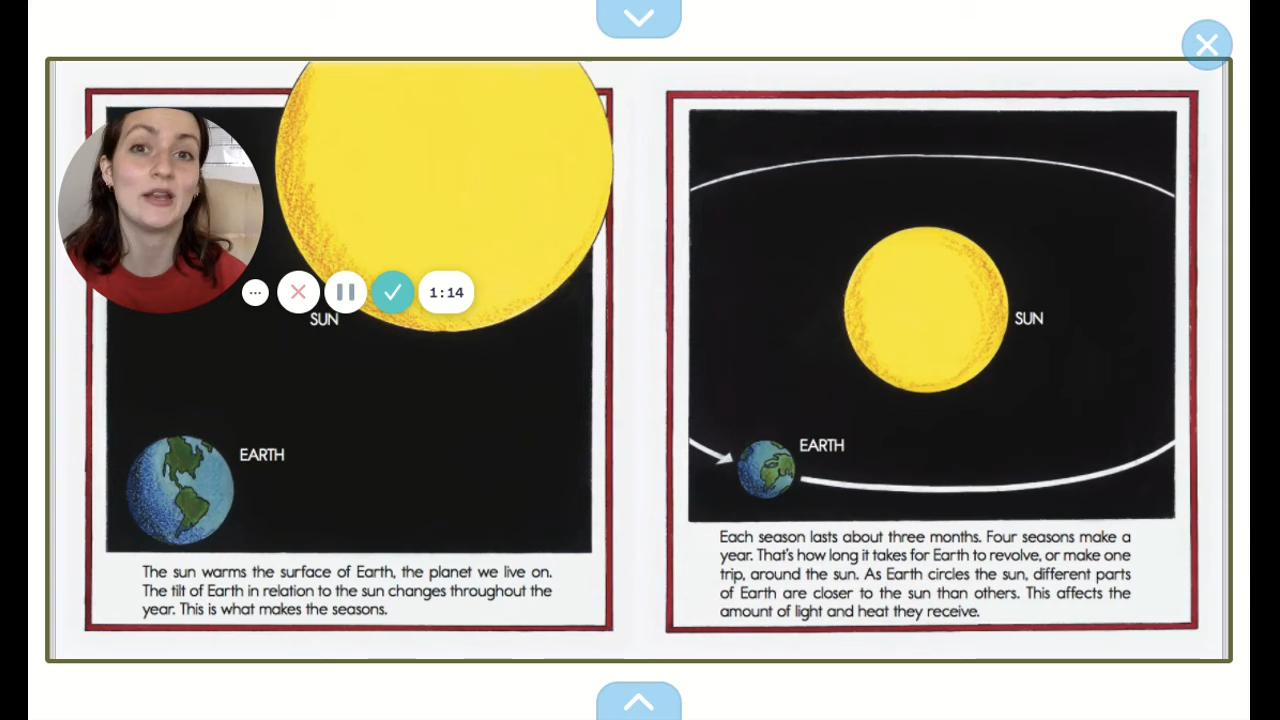 1:14
SUN
EARTH
The sun warms the surface of Earth, the planet we live on.
The tilt of Earth in relation to the sun changes throughout the
year. This is what makes the seasons.
SUN
EARTH
Each season lasts about three months. Four seasons make a
year. That's how long it takes for Earth to revolve, or make one
trip, around the sun. As Earth circles the sun, different parts
of Earth are closer to the sun than others. This affects the
amount of light and heat they receive.